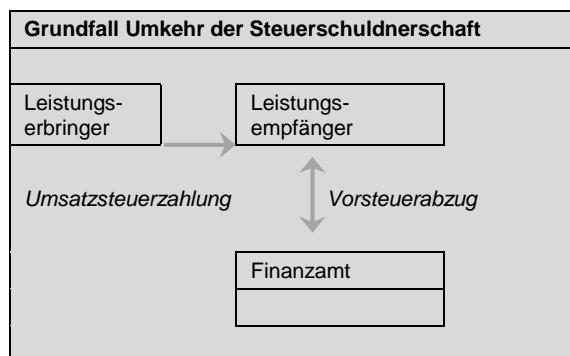 Grundfall Umkehr der Steuerschuldnerschaft
Leistungs-
erbringer
Leistungs-
empfänger
Umsatzsteuerzahlung
Vorsteuerabzug
Finanzamt